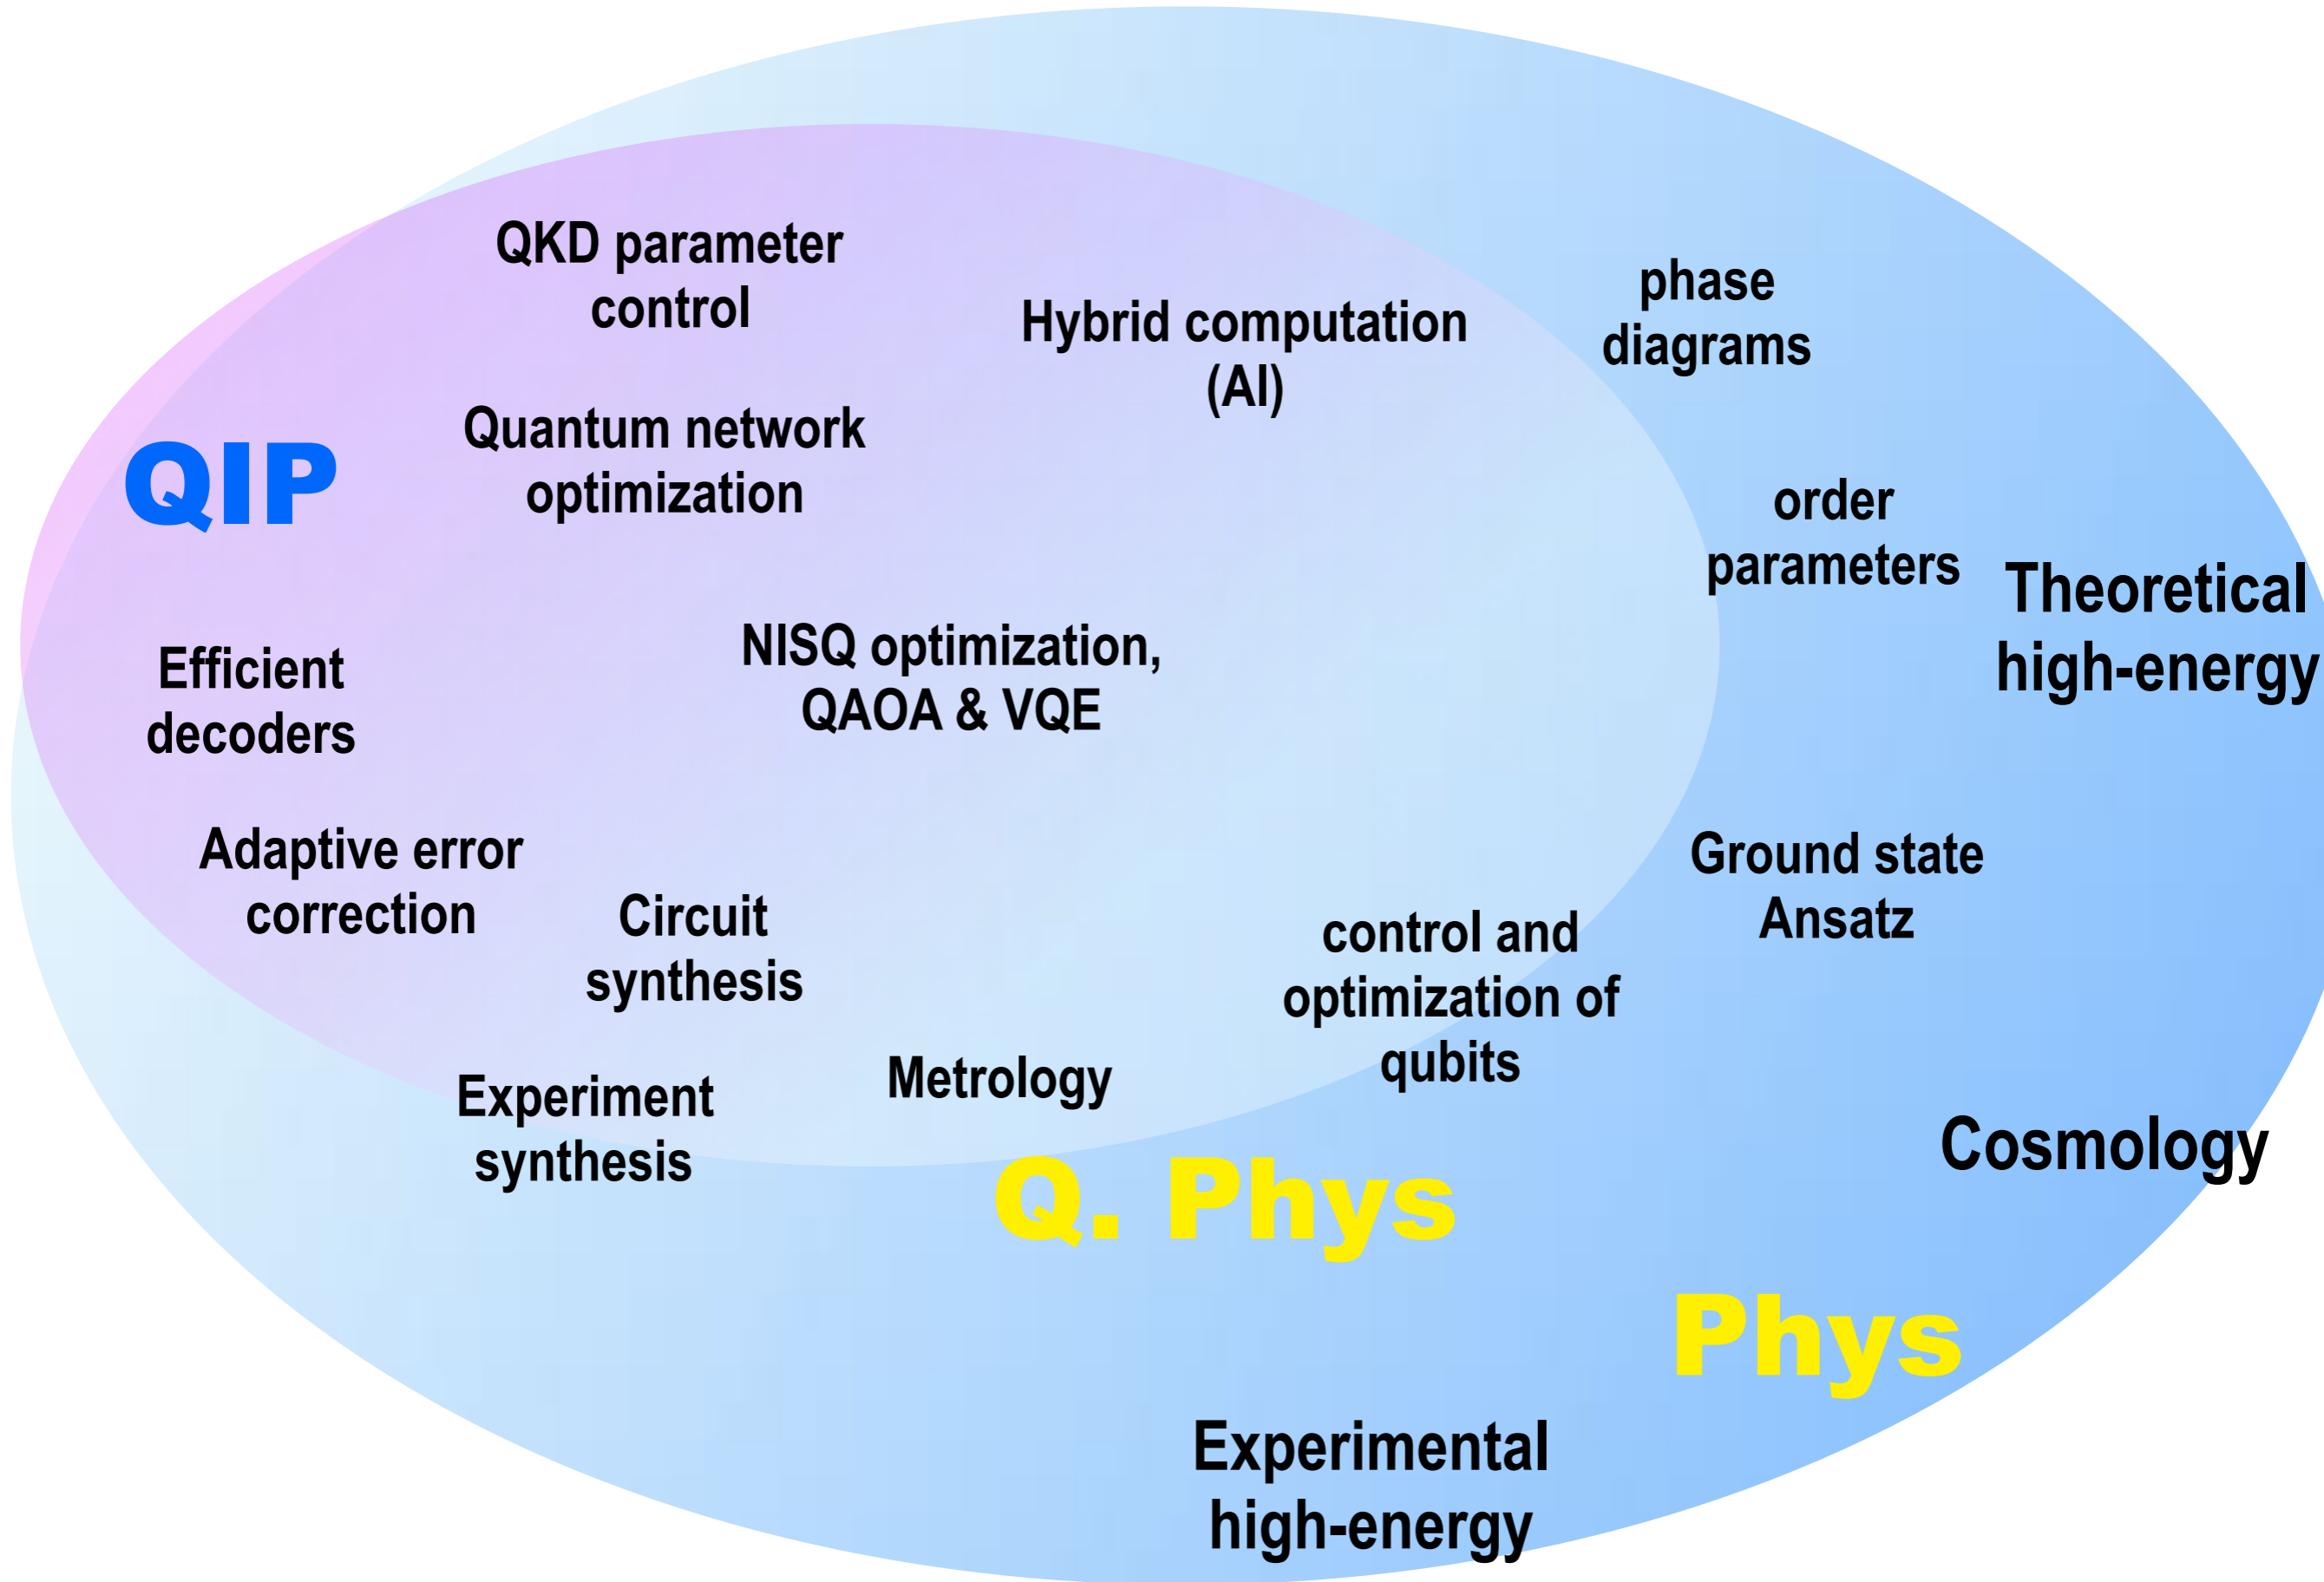 QKD parameter
control
Hybrid computation
(AI)
phase
diagrams
Quantum network
optimization
QIP
order
parameters
Theoretical
high-energy
NISQ optimization,
QAOA & VQE
Efficient
decoders
Adaptive error
correction
Circuit
synthesis
control and
optimization of
qubits
Ground state
Ansatz
Experiment
synthesis
Metrology
Cosmology
Q. Phys
Phys
Experimental
high-energy